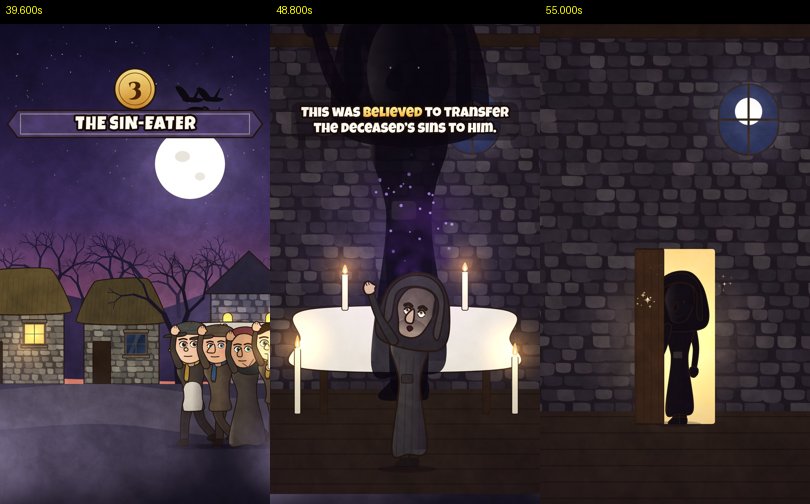 39.600s
48.800s
55.000s
3
THE SIN-EATER
THIS WAS BELIEVED TO TRANSFER
THE DECEASED'S SINS TO HIM.